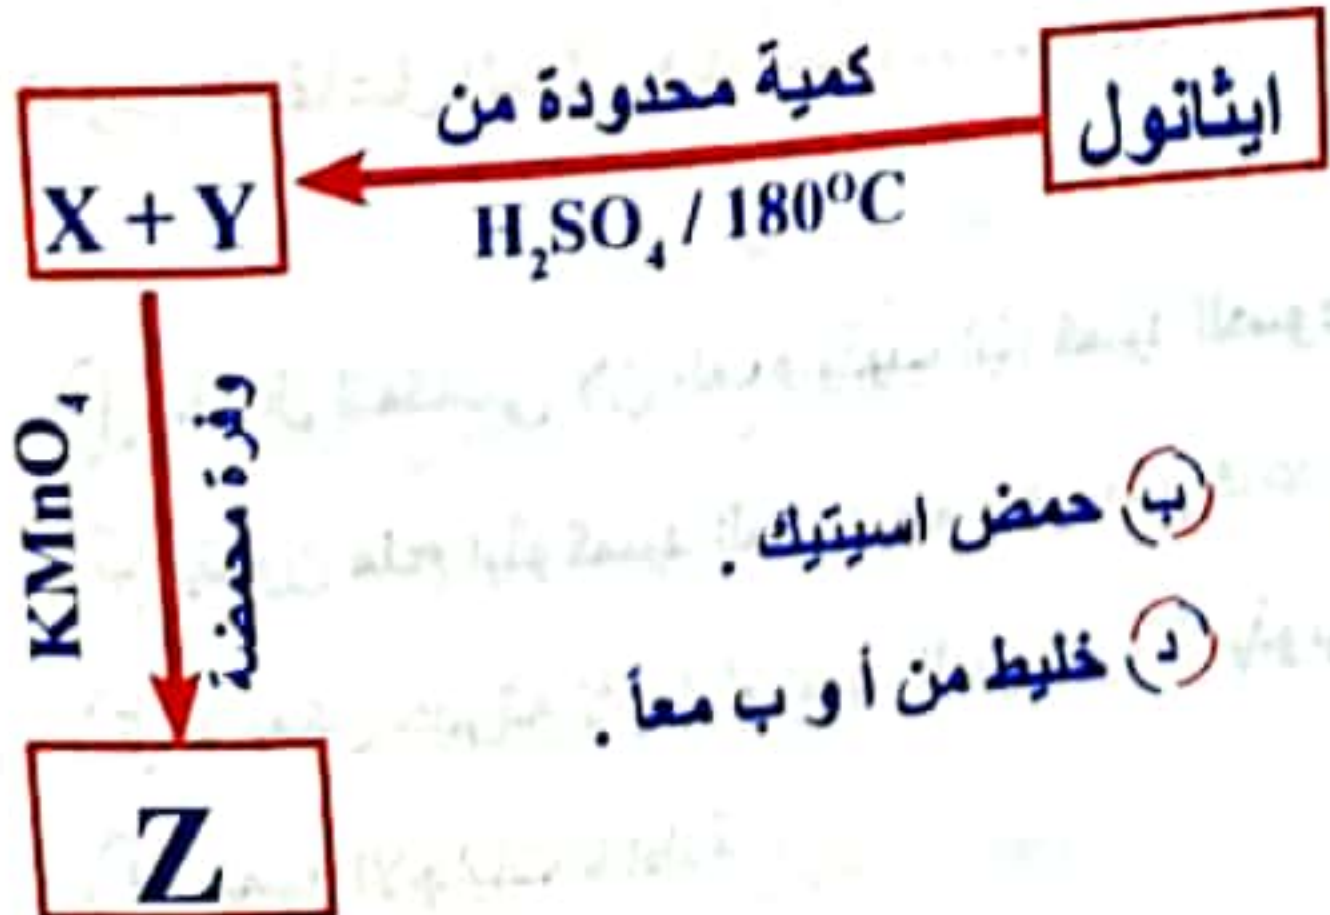 ايثانول
كمية محدودة من
H₂SO₄ / 180°C
X + Y
KMnO₄
وفرة محمضة
Z
ب حمض اسيتيك .
د خليط من أ و ب معاً .